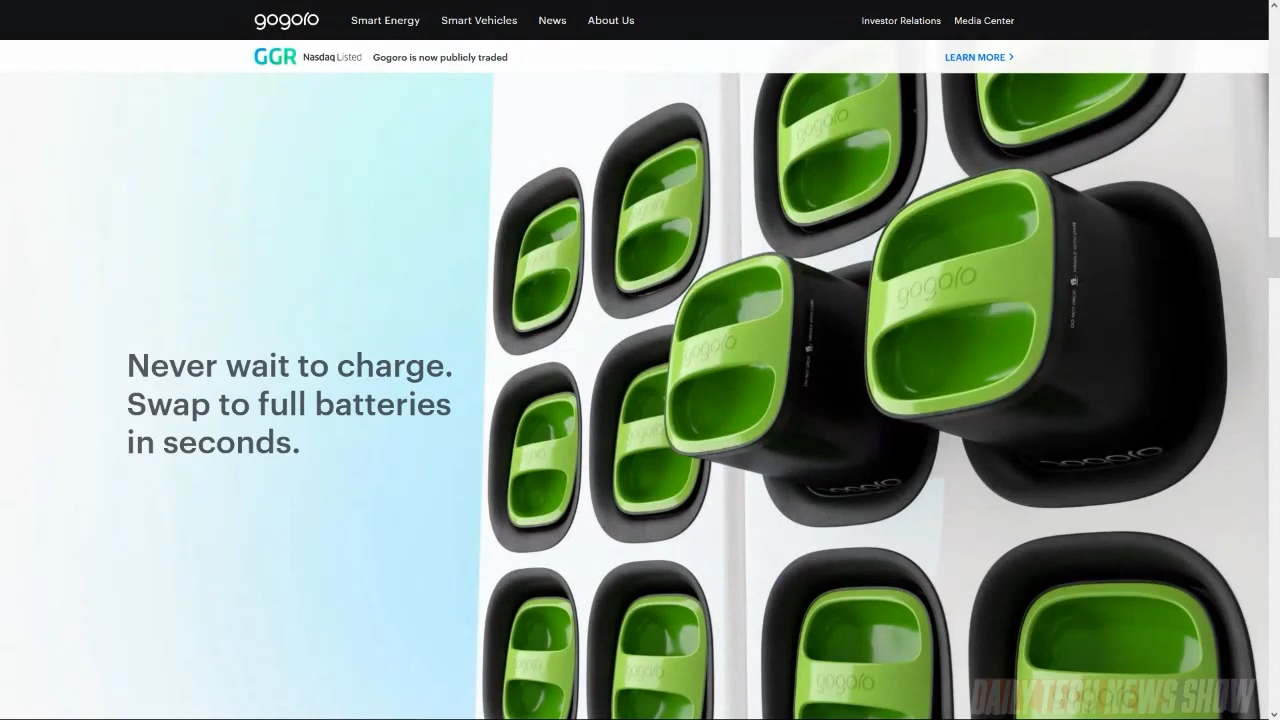 gogoro Smart Energy Smart Vehicles News About Us Investor Relations Media Center
GGR Nasdaq Listed Gogoro is now publicly traded LEARN MORE >
Never wait to charge.
Swap to full batteries
in seconds.
gogoro
gogoro
gogoro
gogoro
gogoro
gogoro
DAILY TECH NEWS SHOW